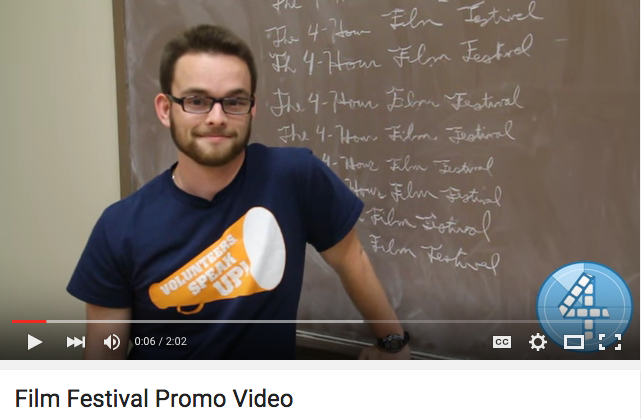 The 4-Hour Film Festival
The 4-Hour Film Festival
The 4-Hour Film Festival
The 4-Hour Film Festival
4-Hour Film Festival
Hour Film Festival
Film Festival
Film Festival
VOLUNTEERS
SPEAK
UP!
4
0:06 / 2:02
CC
Film Festival Promo Video